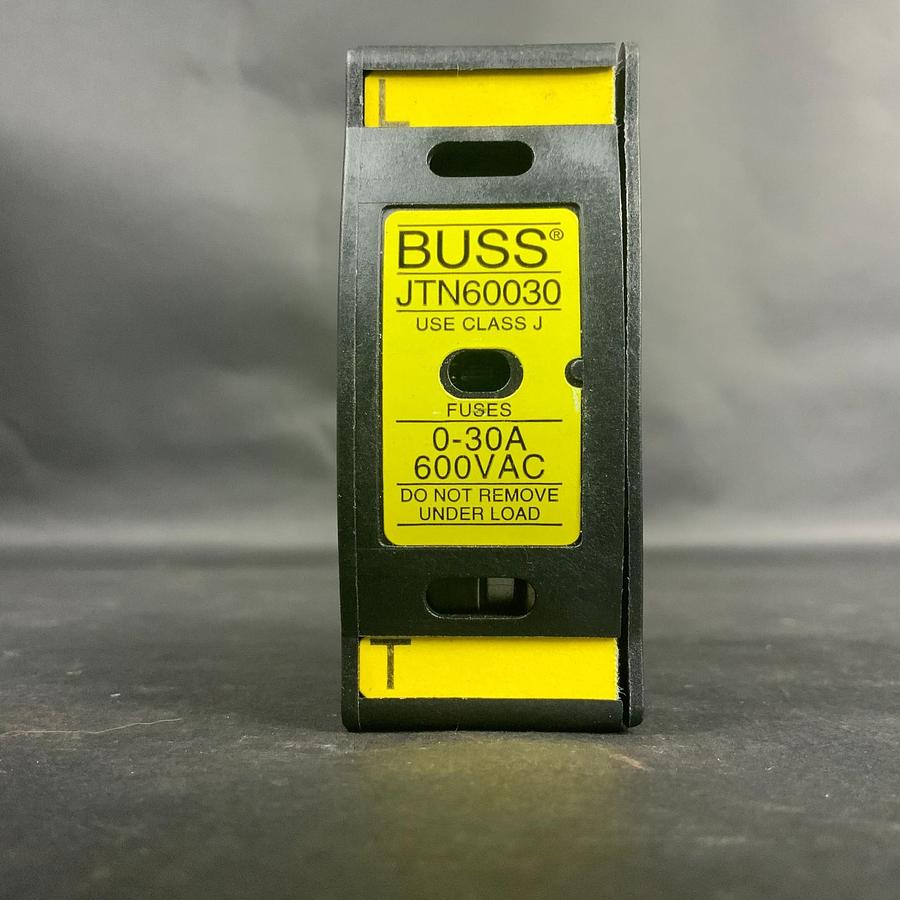 L
BUSS®
JTN60030
USE CLASS J
FUSES
0-30A
600VAC
DO NOT REMOVE
UNDER LOAD
T